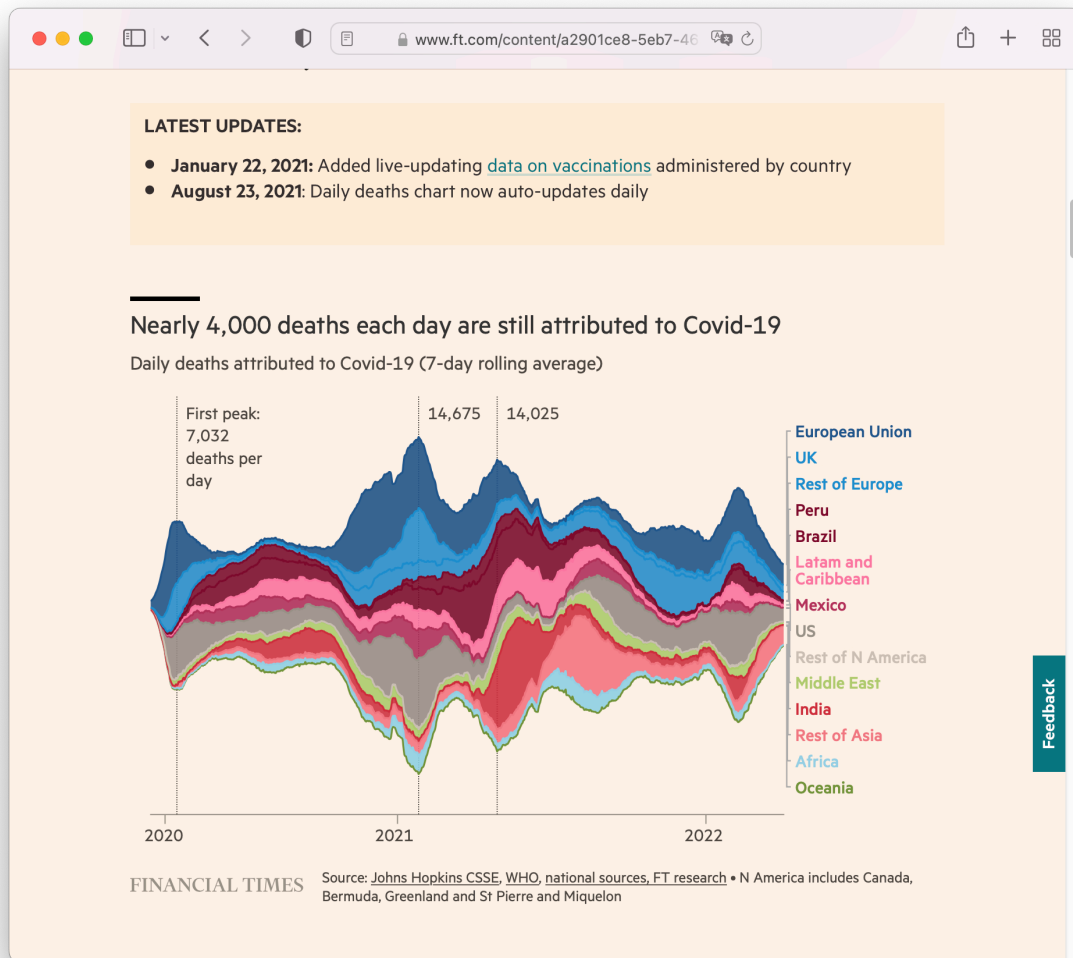 www.ft.com/content/a2901ce8-5eb7-46
LATEST UPDATES:
January 22, 2021: Added live-updating data on vaccinations administered by country
August 23, 2021: Daily deaths chart now auto-updates daily
Nearly 4,000 deaths each day are still attributed to Covid-19
Daily deaths attributed to Covid-19 (7-day rolling average)
First peak:
7,032
deaths per
day
14,675
14,025
European Union
UK
Rest of Europe
Peru
Brazil
Latam and
Caribbean
Mexico
US
Rest of N America
Middle East
India
Rest of Asia
Africa
Oceania
Feedback
2020
2021
2022
FINANCIAL TIMES
Source: Johns Hopkins CSSE, WHO, national sources, FT research • N America includes Canada,
Bermuda, Greenland and St Pierre and Miquelon